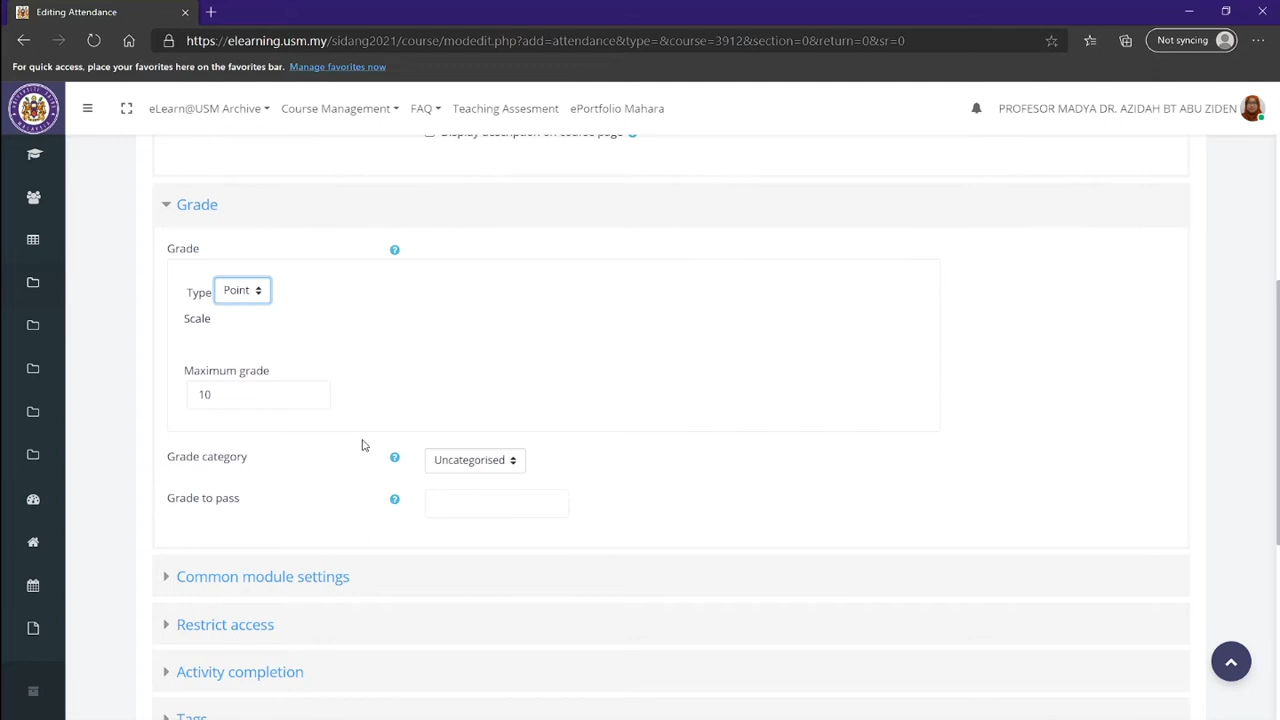 Editing Attendance
https://elearning.usm.my/sidang2021/course/modedit.php?add=attendance&type=&course=3912&section=0&return=0&sr=0
Not syncing
For quick access, place your favorites here on the favorites bar. Manage favorites now
eLearn@USM Archive Course Management FAQ Teaching Assesment ePortfolio Mahara
PROFESOR MADYA DR. AZIDAH BT ABU ZIDEN
Display description on course page
Grade
Grade
Type Point
Scale
Maximum grade
10
Grade category Uncategorised
Grade to pass
Common module settings
Restrict access
Activity completion
Tags